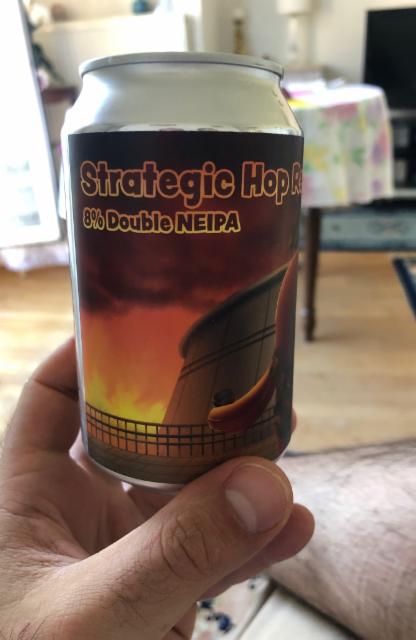 Strategic Hop
8% Double NEIPA